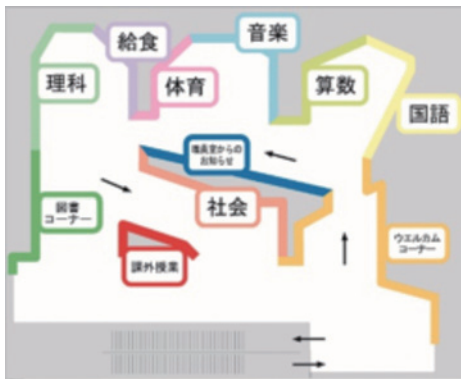 給食
音楽
理科
体育
算数
国語
職員室からの
お知らせ
図書
コーナー
社会
課外授業
ウエルカム
コーナー